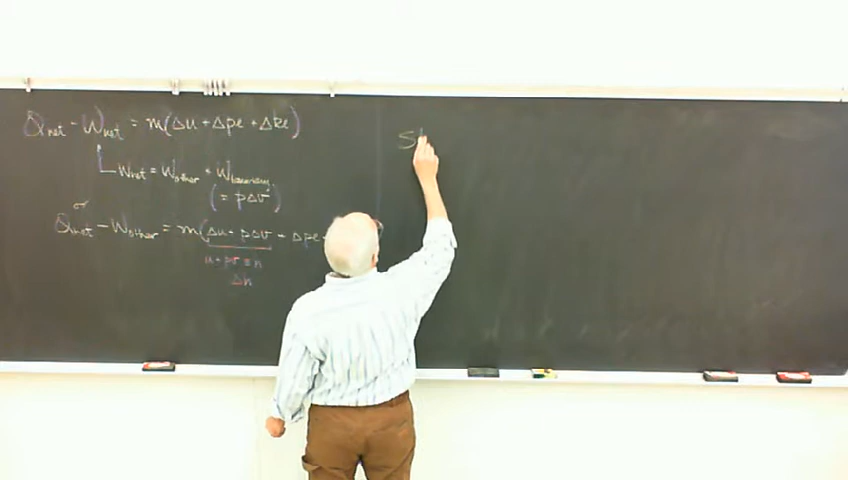 Qnet - Wnet = m(Δu + Δpe + Δke)
Wnet = Wother + Wboundary
(= pΔv)
or
Qnet - Wother = m(Δu + pΔv + Δpe
u + pv = h
Δh
S